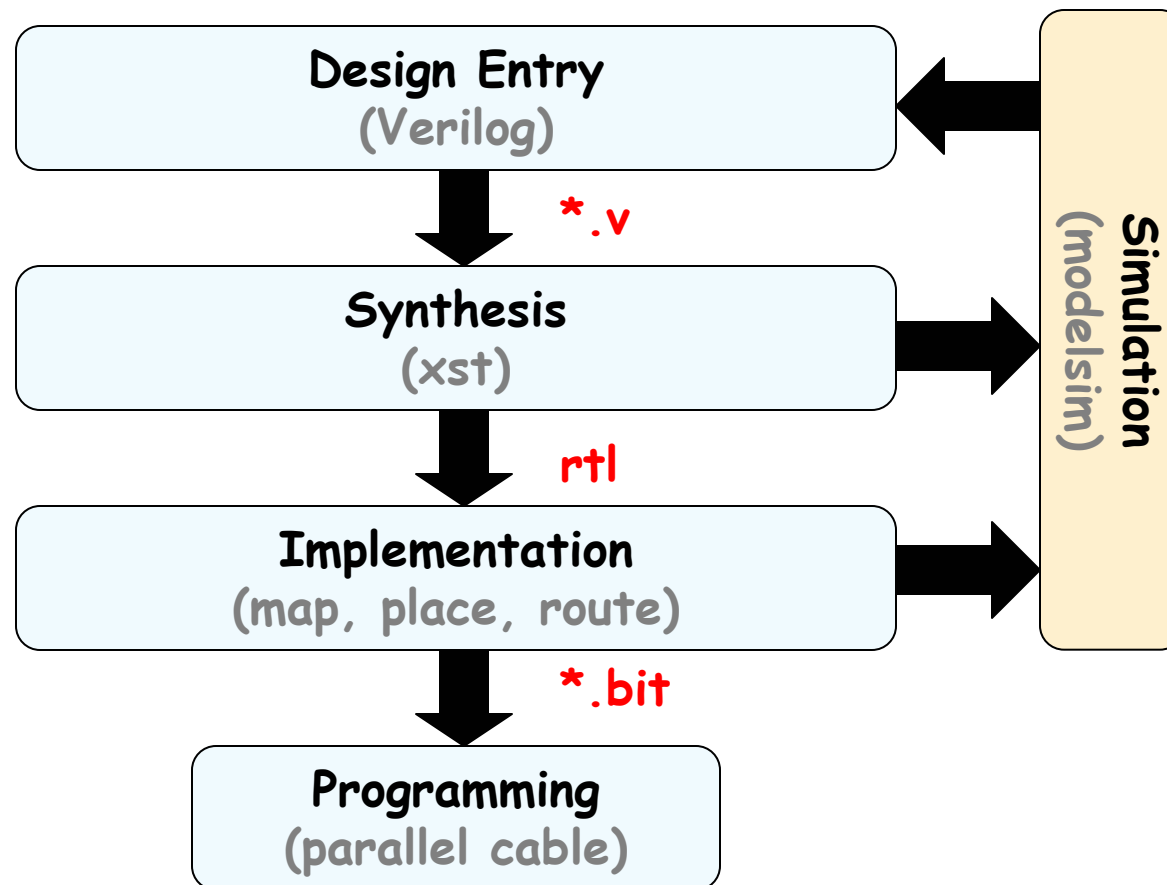 Design Entry
(Verilog)
*.v
Synthesis
(xst)
rtl
Implementation
(map, place, route)
*.bit
Programming
(parallel cable)
Simulation
(modelsim)